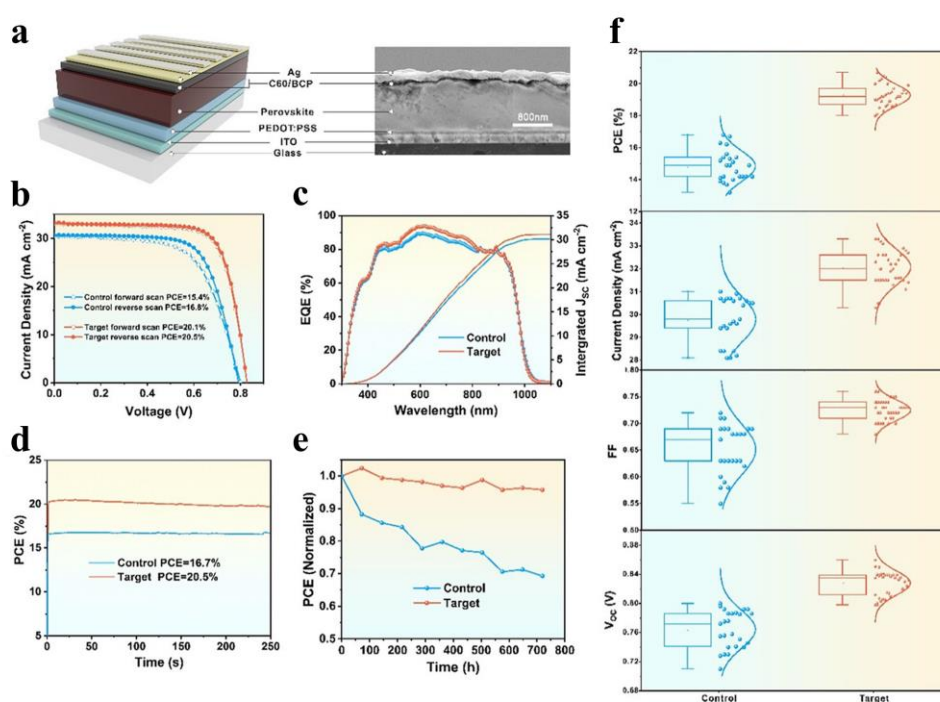 a
Ag
C60/BCP
Perovskite
PEDOT:PSS
ITO
Glass
800nm
b
Current Density (mA cm⁻²)
30
20
10
0
Control forward scan PCE=15.4%
Control reverse scan PCE=16.8%
Target forward scan PCE=20.1%
Target reverse scan PCE=20.5%
0.0 0.2 0.4 0.6 0.8
Voltage (V)
c
EQE (%)
100
80
60
40
20
0
Control
Target
35
30
25
20
15
10
5
0
Intergrated J_SC (mA cm⁻²)
400 600 800 1000
Wavelength (nm)
d
PCE (%)
25
20
15
10
5
Control PCE=16.7%
Target PCE=20.5%
0 50 100 150 200 250
Time (s)
e
PCE (Normalized)
1.0
0.9
0.8
0.7
0.6
0.5
Control
Target
0 100 200 300 400 500 600 700 800
Time (h)
f
PCE (%)
22
20
18
16
14
12
Current Density (mA cm⁻²)
34
33
32
31
30
29
28
FF
0.75
0.70
0.65
0.60
0.55
0.50
V_OC (V)
0.88
0.84
0.80
0.76
0.72
0.68
Control Target